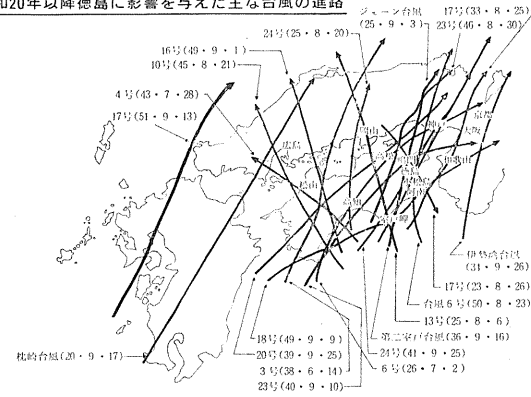 和20年以降徳島に影響を与えた主な台風の進路
ジェーン台風
(25・9・3)
17号(33・8・25)
23号(46・8・30)
21号(25・8・20)
16号(49・9・1)
10号(45・8・21)
4号(43・7・28)
17号(51・9・13)
岡山
神戸
京都
大阪
広島
松山
高知
和歌山
室戸岬
伊勢湾台風
(34・9・26)
17号(23・8・26)
台風6号(50・8・23)
13号(25・8・6)
第二室戸台風(36・9・16)
24号(41・9・25)
6号(26・7・2)
18号(49・9・9)
20号(39・9・25)
3号(38・6・14)
23号(40・9・10)
枕崎台風(20・9・17)